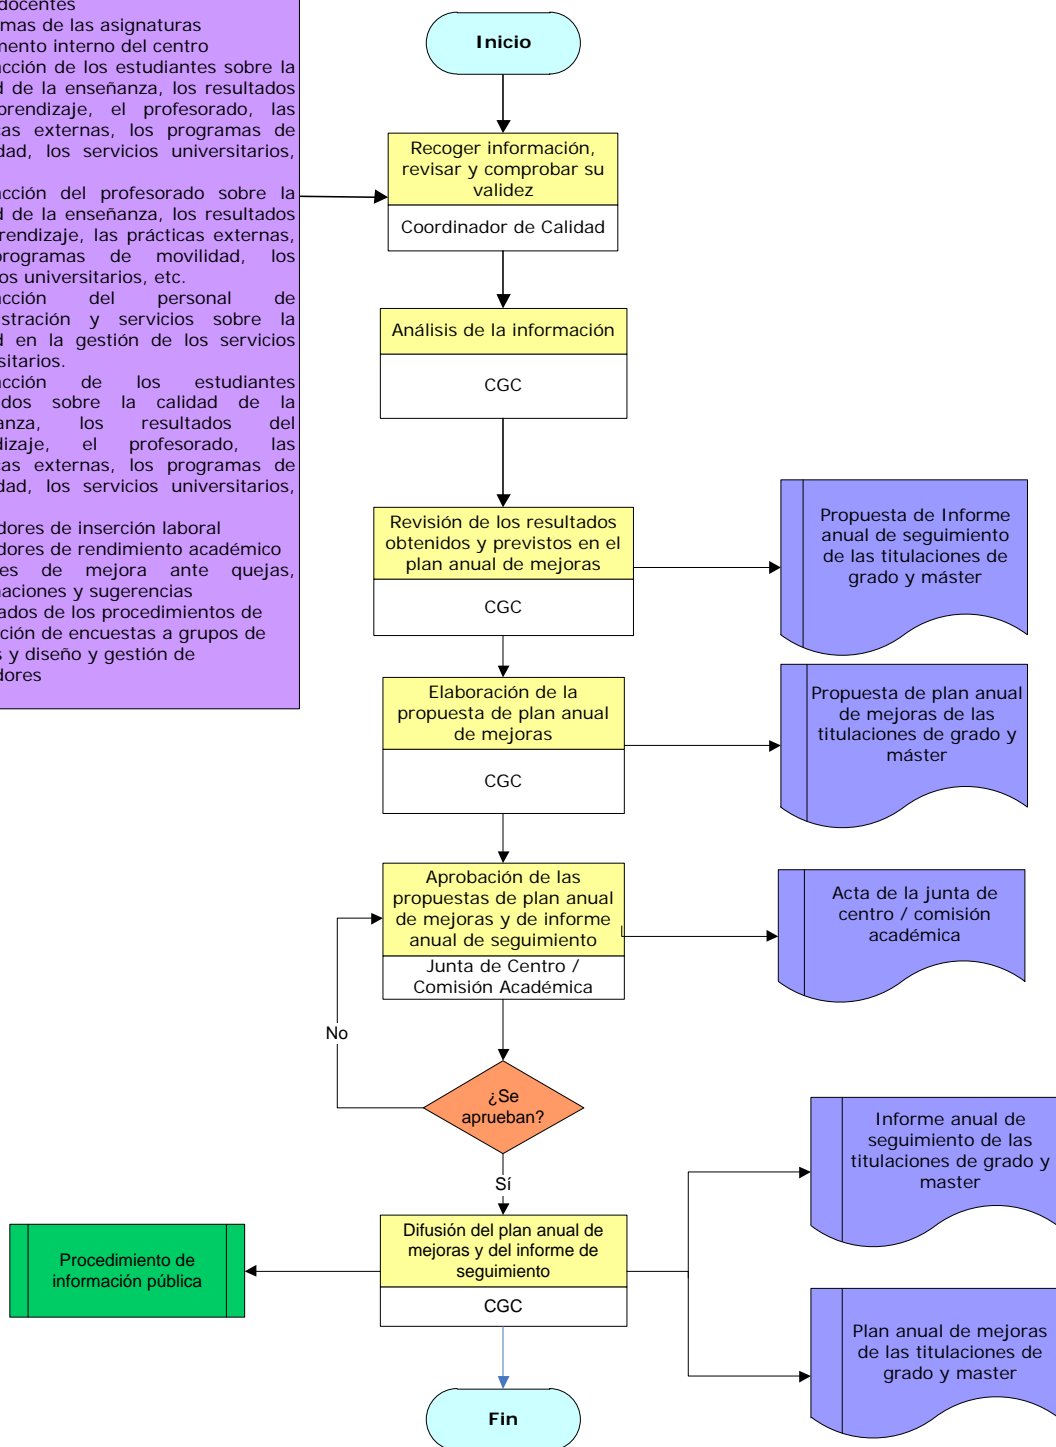 docentes
mas de las asignaturas
mento interno del centro
acción de los estudiantes sobre la
d de la enseñanza, los resultados
prendizaje, el profesorado, las
cas externas, los programas de
dad, los servicios universitarios,
acción del profesorado sobre la
d de la enseñanza, los resultados
rendizaje, las prácticas externas,
programas de movilidad, los
os universitarios, etc.
acción del personal de
stración y servicios sobre la
d en la gestión de los servicios
sitarios.
acción de los estudiantes
dos sobre la calidad de la
anza, los resultados del
dizaje, el profesorado, las
cas externas, los programas de
dad, los servicios universitarios,
dores de inserción laboral
dores de rendimiento académico
es de mejora ante quejas,
aciones y sugerencias
ados de los procedimientos de
ción de encuestas a grupos de
s y diseño y gestión de
dores
Inicio
Recoger información,
revisar y comprobar su
validez
Coordinador de Calidad
Análisis de la información
CGC
Revisión de los resultados
obtenidos y previstos en el
plan anual de mejoras
CGC
Propuesta de Informe
anual de seguimiento
de las titulaciones de
grado y máster
Elaboración de la
propuesta de plan anual
de mejoras
CGC
Propuesta de plan anual
de mejoras de las
titulaciones de grado y
máster
Aprobación de las
propuestas de plan anual
de mejoras y de informe
anual de seguimiento
Junta de Centro /
Comisión Académica
Acta de la junta de
centro / comisión
académica
No
¿Se
aprueban?
Sí
Informe anual de
seguimiento de las
titulaciones de grado y
master
Difusión del plan anual de
mejoras y del informe de
seguimiento
CGC
Procedimiento de
información pública
Plan anual de mejoras
de las titulaciones de
grado y master
Fin